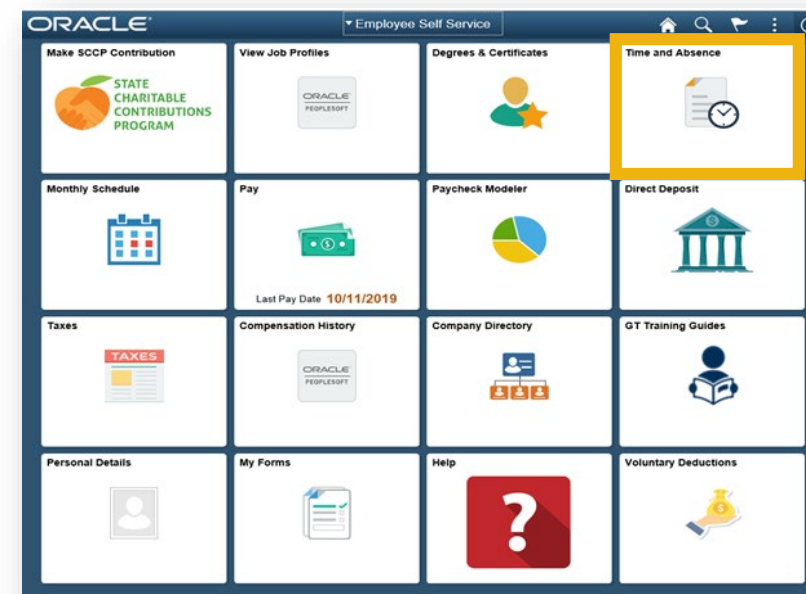 ORACLE
Employee Self Service
Make SCCP Contribution
View Job Profiles
Degrees & Certificates
Time and Absence
STATE
CHARITABLE
CONTRIBUTIONS
PROGRAM
ORACLE
PEOPLESOFT
Monthly Schedule
Pay
Paycheck Modeler
Direct Deposit
$
$
Last Pay Date 10/11/2019
Taxes
Compensation History
Company Directory
GT Training Guides
TAXES
ORACLE
PEOPLESOFT
Personal Details
My Forms
Help
Voluntary Deductions
?
$